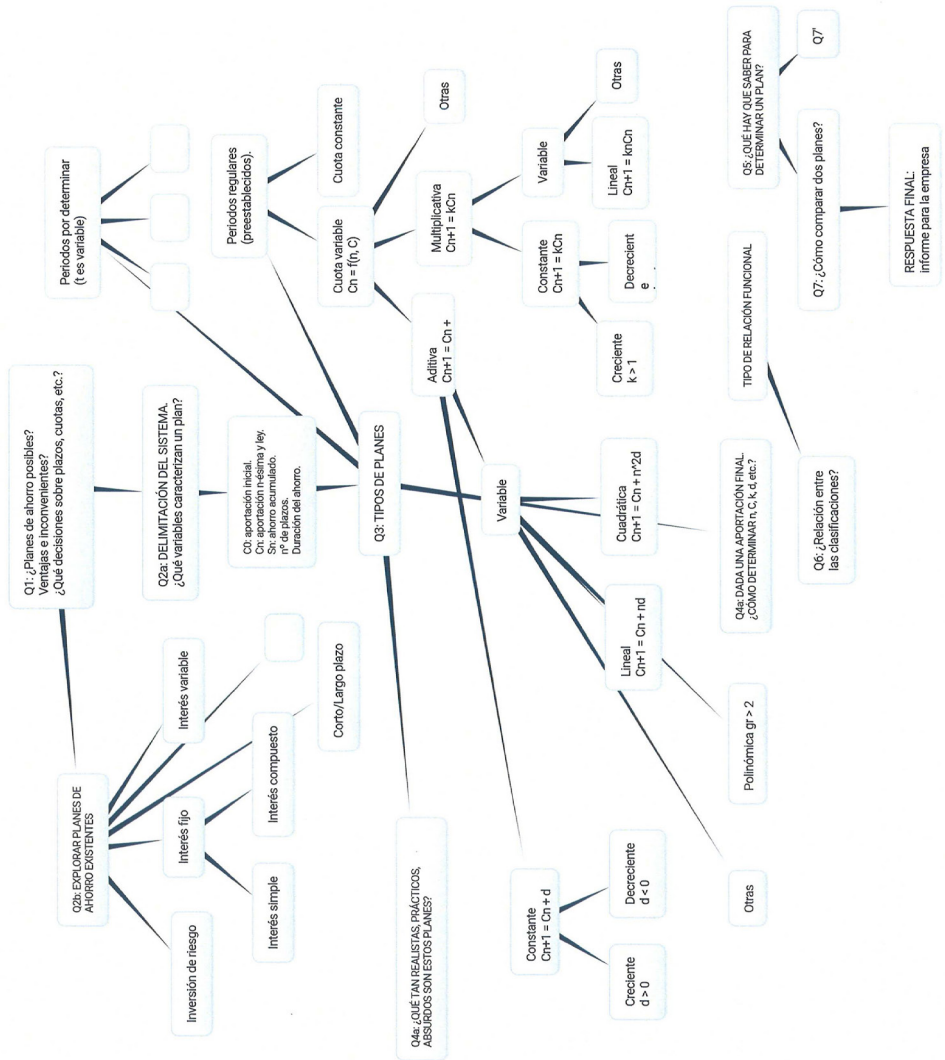 Q1: ¿Planes de ahorro posibles?
Ventajas e inconvenientes?
¿Qué decisiones sobre plazos, cuotas, etc.?
Q2b: EXPLORAR PLANES DE
AHORRO EXISTENTES
Inversión de riesgo
Interés fijo
Interés variable
Interés simple
Interés compuesto
Corto/Largo plazo
Q2a: DELIMITACIÓN DEL SISTEMA.
¿Qué variables caracterizan un plan?
C0: aportación inicial.
Cn: aportación n-ésima y ley.
Sn: ahorro acumulado.
nº de plazos.
Duración del ahorro.
Periodos por determinar
(t es variable)
Periodos regulares
(preestablecidos).
Q3: TIPOS DE PLANES
Cuota variable
Cn = f(n, C)
Cuota constante
Q4a: ¿QUÉ TAN REALISTAS, PRÁCTICOS,
ABSURDOS SON ESTOS PLANES?
Aditiva
Cn+1 = Cn +
Multiplicativa
Cn+1 = kCn
Otras
Constante
Cn+1 = Cn + d
Variable
Constante
Cn+1 = kCn
Variable
Creciente
d > 0
Decreciente
d < 0
Lineal
Cn+1 = Cn + nd
Cuadrática
Cn+1 = Cn + n^2d
Creciente
k > 1
Decrecient
e
Lineal
Cn+1 = knCn
Otras
Otras
Polinómica gr > 2
Q4a: DADA UNA APORTACIÓN FINAL.
¿CÓMO DETERMINAR n, C, k, d, etc.?
TIPO DE RELACIÓN FUNCIONAL
Q5: ¿QUÉ HAY QUE SABER PARA
DETERMINAR UN PLAN?
Q6: ¿Relación entre
las clasificaciones?
Q7: ¿Cómo comparar dos planes?
Q7'
RESPUESTA FINAL:
informe para la empresa